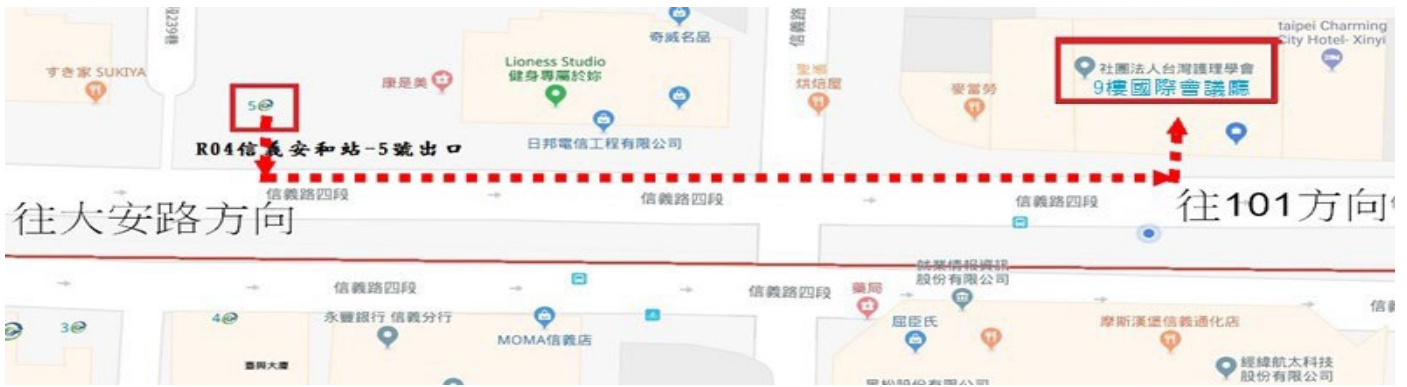 段239巷
信義路
奇威名品
taipei Charming
City Hotel- Xinyi
すき家 SUKIYA
康是美
Lioness Studio
健身專屬於妳
聖瑪
烘焙屋
麥當勞
社團法人台灣護理學會
9樓國際會議廳
5
R04信義安和站-5號出口
日邦電信工程有限公司
信義路四段
信義路四段
信義路四段
往大安路方向
往101方向
就業情報資訊
股份有限公司
信義路四段
信義路四段
藥局
信義
3
4
永豐銀行 信義分行
MOMA信義店
屈臣氏
摩斯漢堡信義通化店
經緯航太科技
股份有限公司